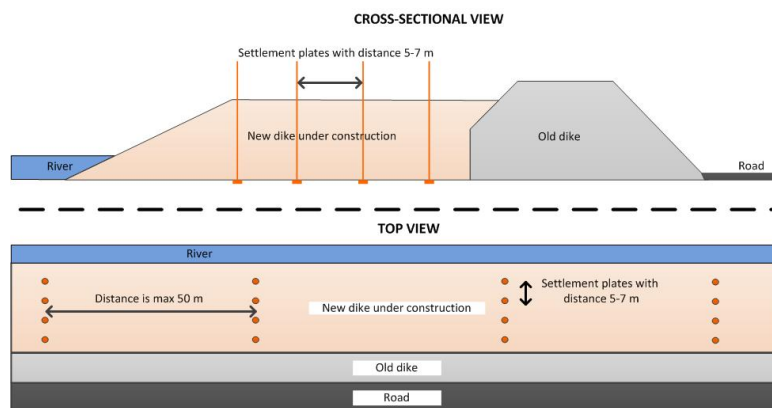 CROSS-SECTIONAL VIEW
Settlement plates with distance 5-7 m
New dike under construction
Old dike
River
Road
TOP VIEW
River
Distance is max 50 m
Settlement plates with
distance 5-7 m
New dike under construction
Old dike
Road